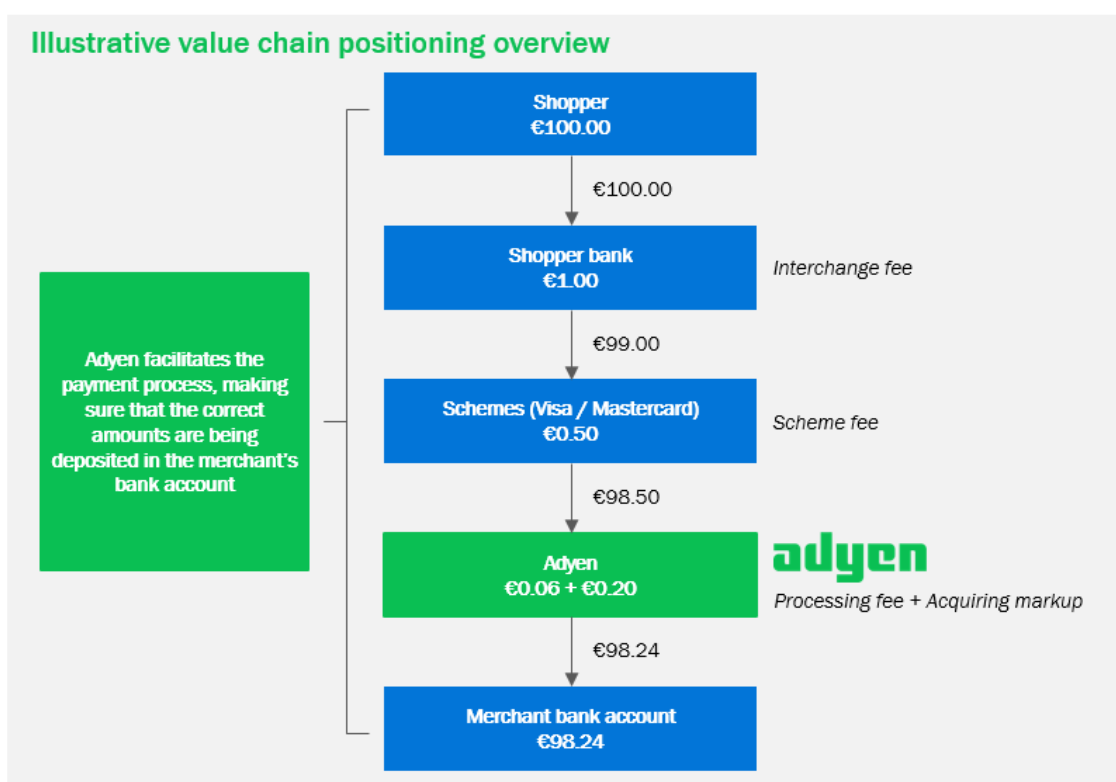 Illustrative value chain positioning overview
Shopper
€100.00
€100.00
Shopper bank
€1.00
Interchange fee
€99.00
Adyen facilitates the
payment process, making
sure that the correct
amounts are being
deposited in the merchant's
bank account
Schemes (Visa / Mastercard)
€0.50
Scheme fee
€98.50
Adyen
€0.06 + €0.20
adyen
Processing fee + Acquiring markup
€98.24
Merchant bank account
€98.24